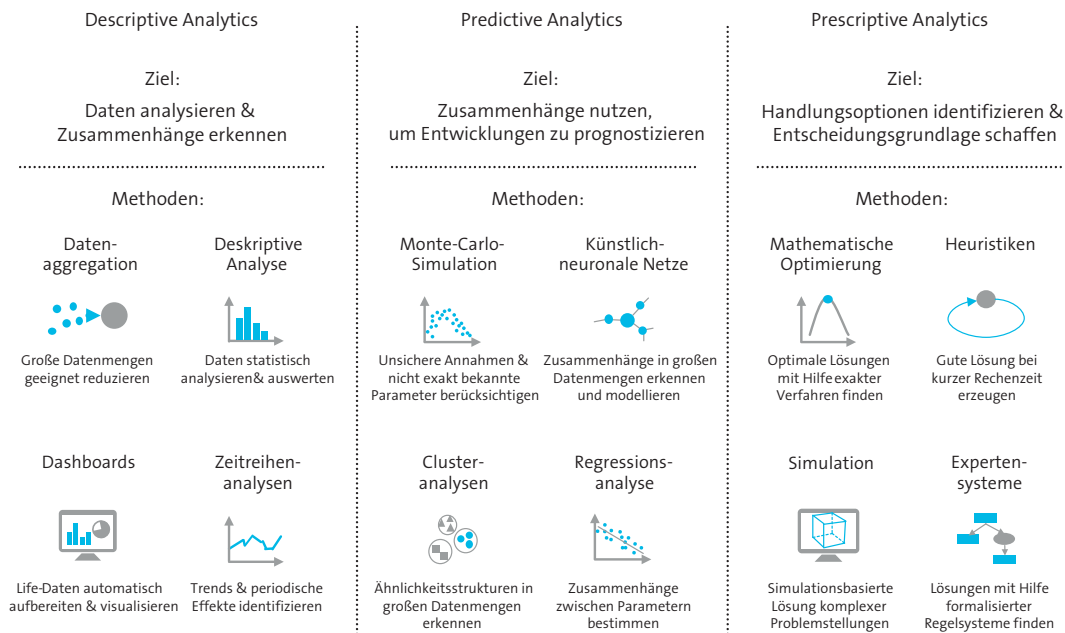 Descriptive Analytics
Ziel:
Daten analysieren &
Zusammenhänge erkennen
Methoden:
Daten-
aggregation
Große Datenmengen
geeignet reduzieren
Deskriptive
Analyse
Daten statistisch
analysieren& auswerten
Dashboards
Life-Daten automatisch
aufbereiten & visualisieren
Zeitreihen-
analysen
Trends & periodische
Effekte identifizieren
Predictive Analytics
Ziel:
Zusammenhänge nutzen,
um Entwicklungen zu prognostizieren
Methoden:
Monte-Carlo-
Simulation
Unsichere Annahmen &
nicht exakt bekannte
Parameter berücksichtigen
Künstlich-
neuronale Netze
Zusammenhänge in großen
Datenmengen erkennen
und modellieren
Cluster-
analysen
Ähnlichkeitsstrukturen in
großen Datenmengen
erkennen
Regressions-
analyse
Zusammenhänge
zwischen Parametern
bestimmen
Prescriptive Analytics
Ziel:
Handlungsoptionen identifizieren &
Entscheidungsgrundlage schaffen
Methoden:
Mathematische
Optimierung
Optimale Lösungen
mit Hilfe exakter
Verfahren finden
Heuristiken
Gute Lösung bei
kurzer Rechenzeit
erzeugen
Simulation
Simulationsbasierte
Lösung komplexer
Problemstellungen
Experten-
systeme
Lösungen mit Hilfe
formalisierter
Regelsysteme finden